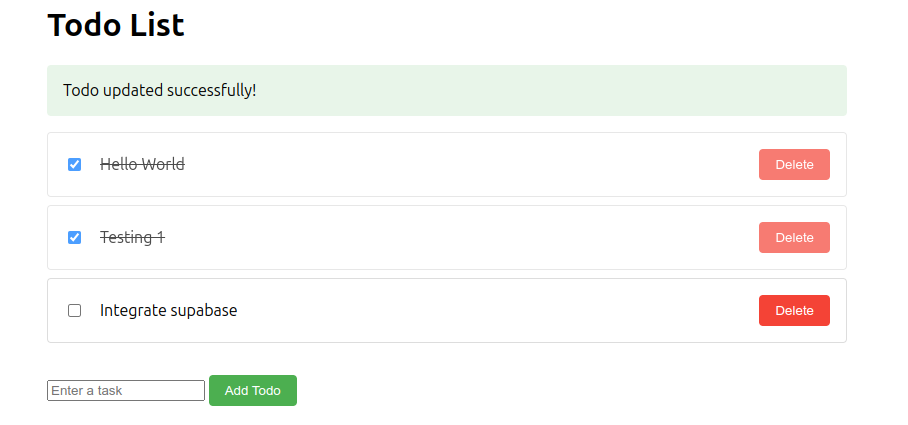 Todo List
Todo updated successfully!
Hello World Delete
Testing 1 Delete
Integrate supabase Delete
Enter a task Add Todo